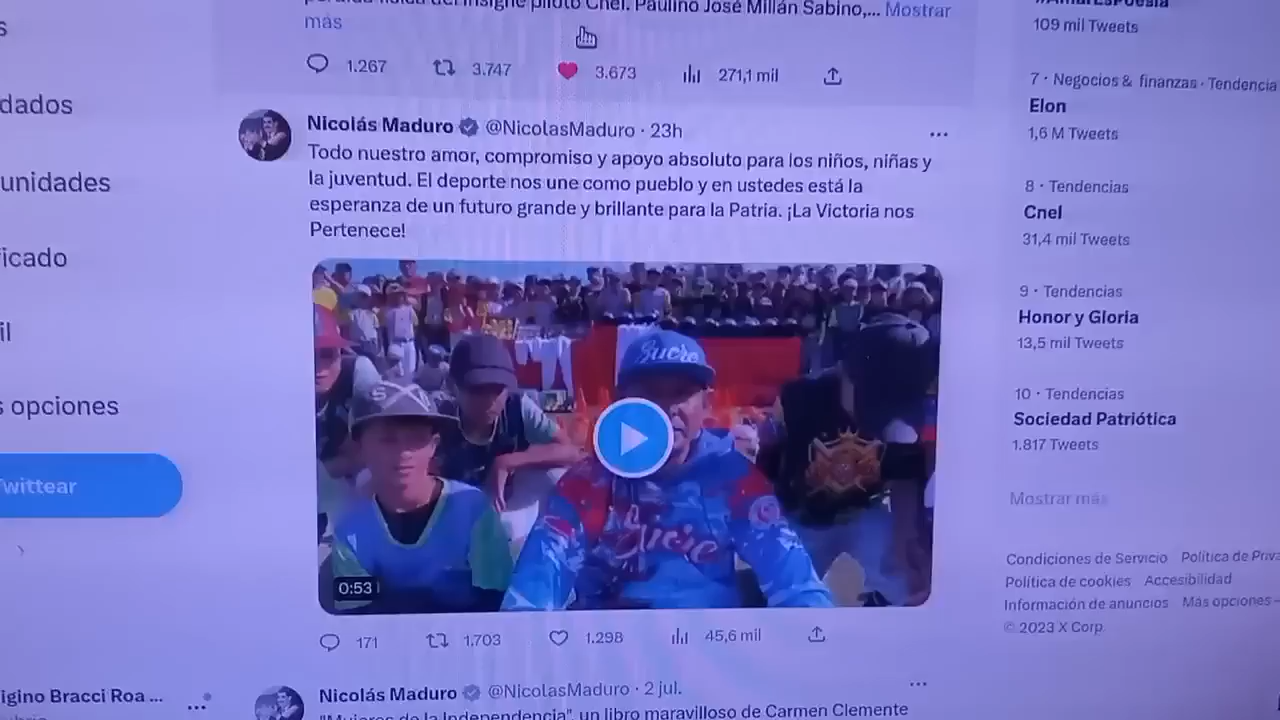 pérdida física del insigne piloto Cnel. Paulino José Millán Sabino,... Mostrar
más
1.267 3.747 3.673 271,1 mil
Nicolás Maduro @NicolasMaduro · 23h
Todo nuestro amor, compromiso y apoyo absoluto para los niños, niñas y
la juventud. El deporte nos une como pueblo y en ustedes está la
esperanza de un futuro grande y brillante para la Patria. ¡La Victoria nos
Pertenece!
Sucre
Sucre
0:53
171 1.703 1.298 45,6 mil
Nicolás Maduro @NicolasMaduro · 2 jul.
"Mujeres de la Independencia", un libro maravilloso de Carmen Clemente
s
dados
unidades
icado
il
s opciones
Twittear
igino Bracci Roa ...
109 mil Tweets
7 · Negocios & finanzas · Tendencia
Elon
1,6 M Tweets
8 · Tendencias
Cnel
31,4 mil Tweets
9 · Tendencias
Honor y Gloria
13,5 mil Tweets
10 · Tendencias
Sociedad Patriótica
1.817 Tweets
Mostrar más
Condiciones de Servicio Política de Priva
Política de cookies Accesibilidad
Información de anuncios Más opciones
© 2023 X Corp.